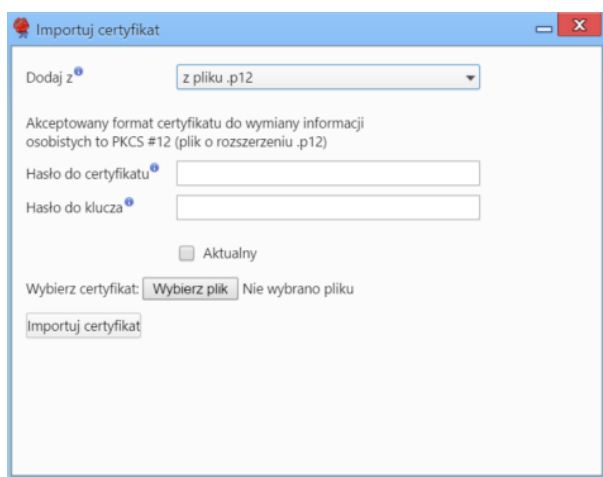 Importuj certyfikat
Dodaj z z pliku .p12
Akceptowany format certyfikatu do wymiany informacji
osobistych to PKCS #12 (plik o rozszerzeniu .p12)
Hasło do certyfikatu
Hasło do klucza
Aktualny
Wybierz certyfikat: Wybierz plik Nie wybrano pliku
Importuj certyfikat